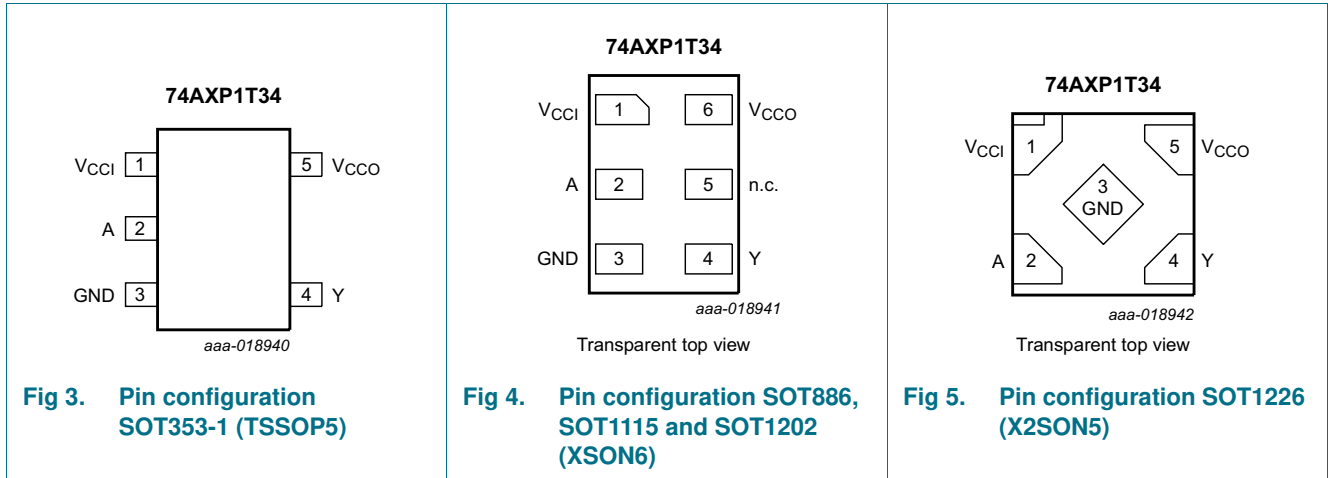 74AXP1T34
VCCI 1
5 VCCO
A 2
GND 3
4 Y
aaa-018940
Fig 3. Pin configuration
SOT353-1 (TSSOP5)
74AXP1T34
VCCI 1
6 VCCO
A 2
5 n.c.
GND 3
4 Y
aaa-018941
Transparent top view
Fig 4. Pin configuration SOT886,
SOT1115 and SOT1202
(XSON6)
74AXP1T34
VCCI 1
5 VCCO
3
GND
A 2
4 Y
aaa-018942
Transparent top view
Fig 5. Pin configuration SOT1226
(X2SON5)